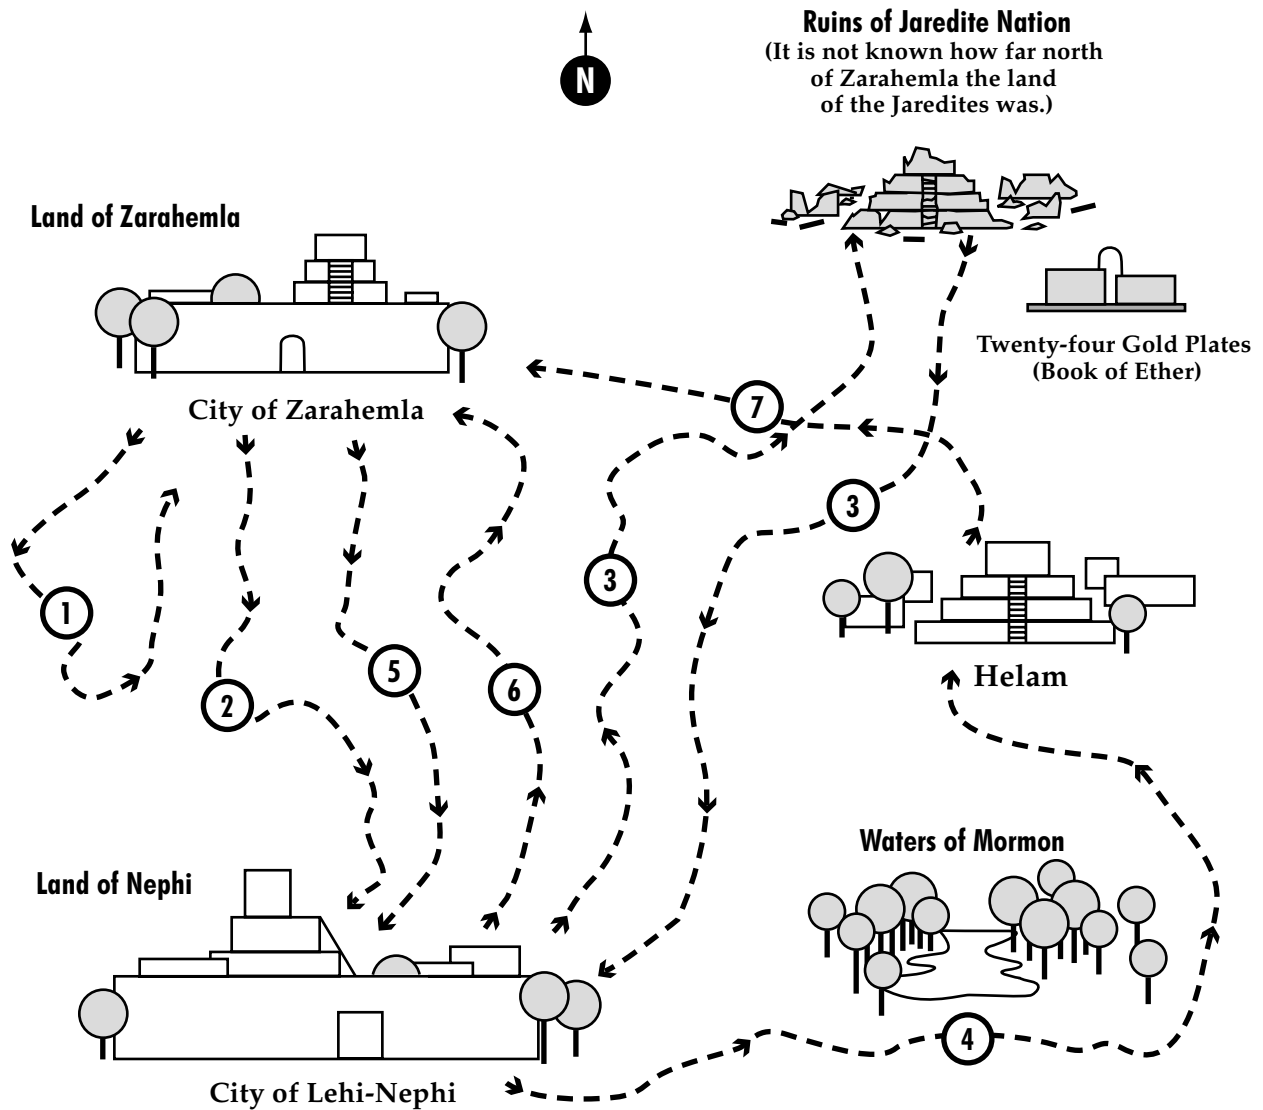 Ruins of Jaredite Nation
(It is not known how far north
of Zarahemla the land
of the Jaredites was.)
N
Land of Zarahemla
Twenty-four Gold Plates
(Book of Ether)
City of Zarahemla
7
3
3
1
5
6
2
Helam
Waters of Mormon
Land of Nephi
4
City of Lehi-Nephi